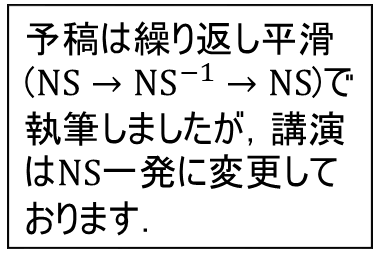 予稿は繰り返し平滑
(NS → NS⁻¹ → NS)で
執筆しましたが，講演
はNS一発に変更して
おります．